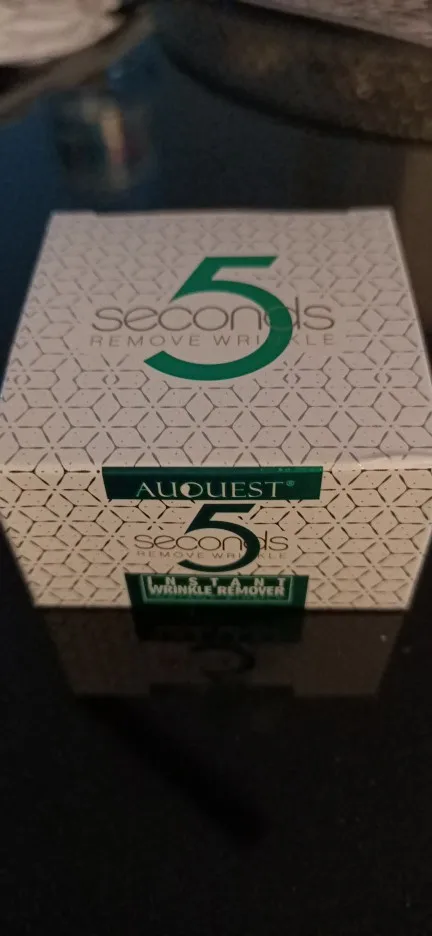 5
seconds
REMOVE WRINKLE
AUQUEST®
5
seconds
REMOVE WRINKLE
INSTANT
WRINKLE REMOVER